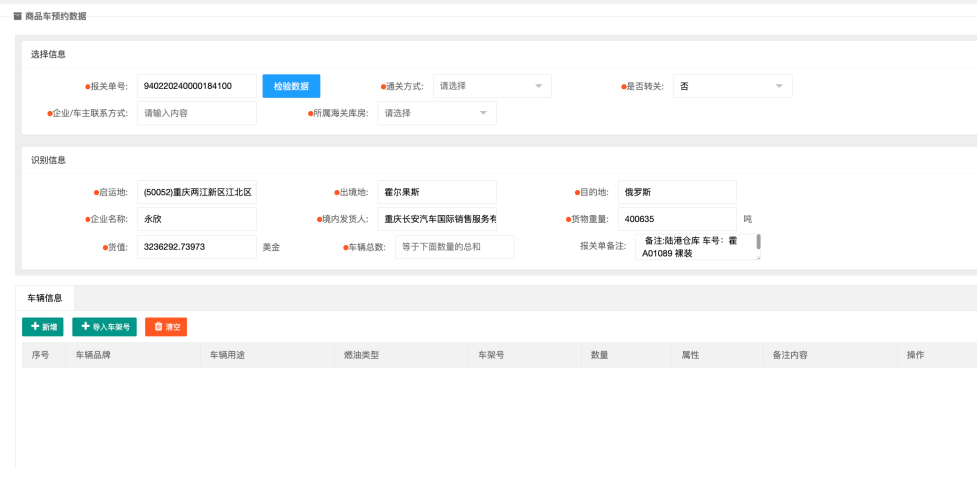 商品车预约数据
选择信息
报关单号: 940220240000184100 检验数据 通关方式: 请选择 是否转关: 否
企业/车主联系方式: 请输入内容 所属海关库房: 请选择
识别信息
启运地: (50052)重庆两江新区江北区 出境地: 霍尔果斯 目的地: 俄罗斯
企业名称: 永欣 境内发货人: 重庆长安汽车国际销售服务有 货物重量: 400635 吨
货值: 3236292.73973 美金 车辆总数: 等于下面数量的总和 报关单备注: 备注:陆港仓库 车号：霍
A01089 裸装
车辆信息
新增 导入车架号 清空
序号 车辆品牌 车辆用途 燃油类型 车架号 数量 属性 备注内容 操作